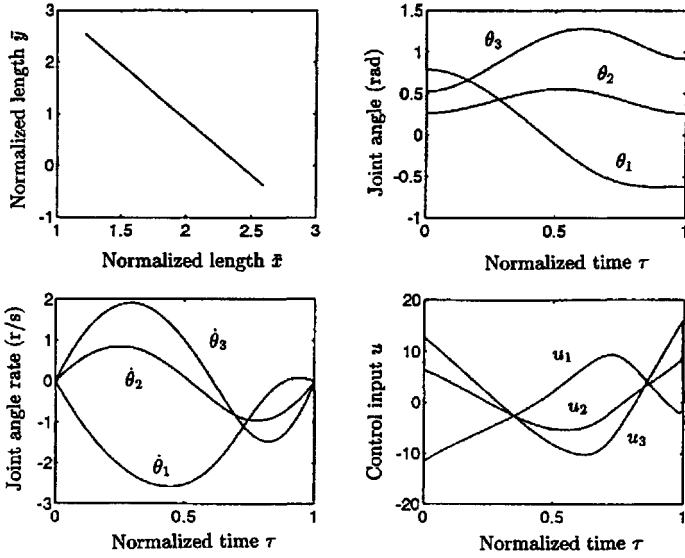 Normalized length ȳ
3
2
1
0
-1
1
1.5
2
2.5
3
Normalized length x̄
Joint angle (rad)
1.5
1
0.5
0
-0.5
-1
θ₃
θ₂
θ₁
0
0.5
1
Normalized time τ
Joint angle rate (r/s)
2
1
0
-1
-2
-3
θ̇₃
θ̇₂
θ̇₁
0
0.5
1
Normalized time τ
Control input u
20
10
0
-10
-20
u₁
u₂
u₃
0
0.5
1
Normalized time τ